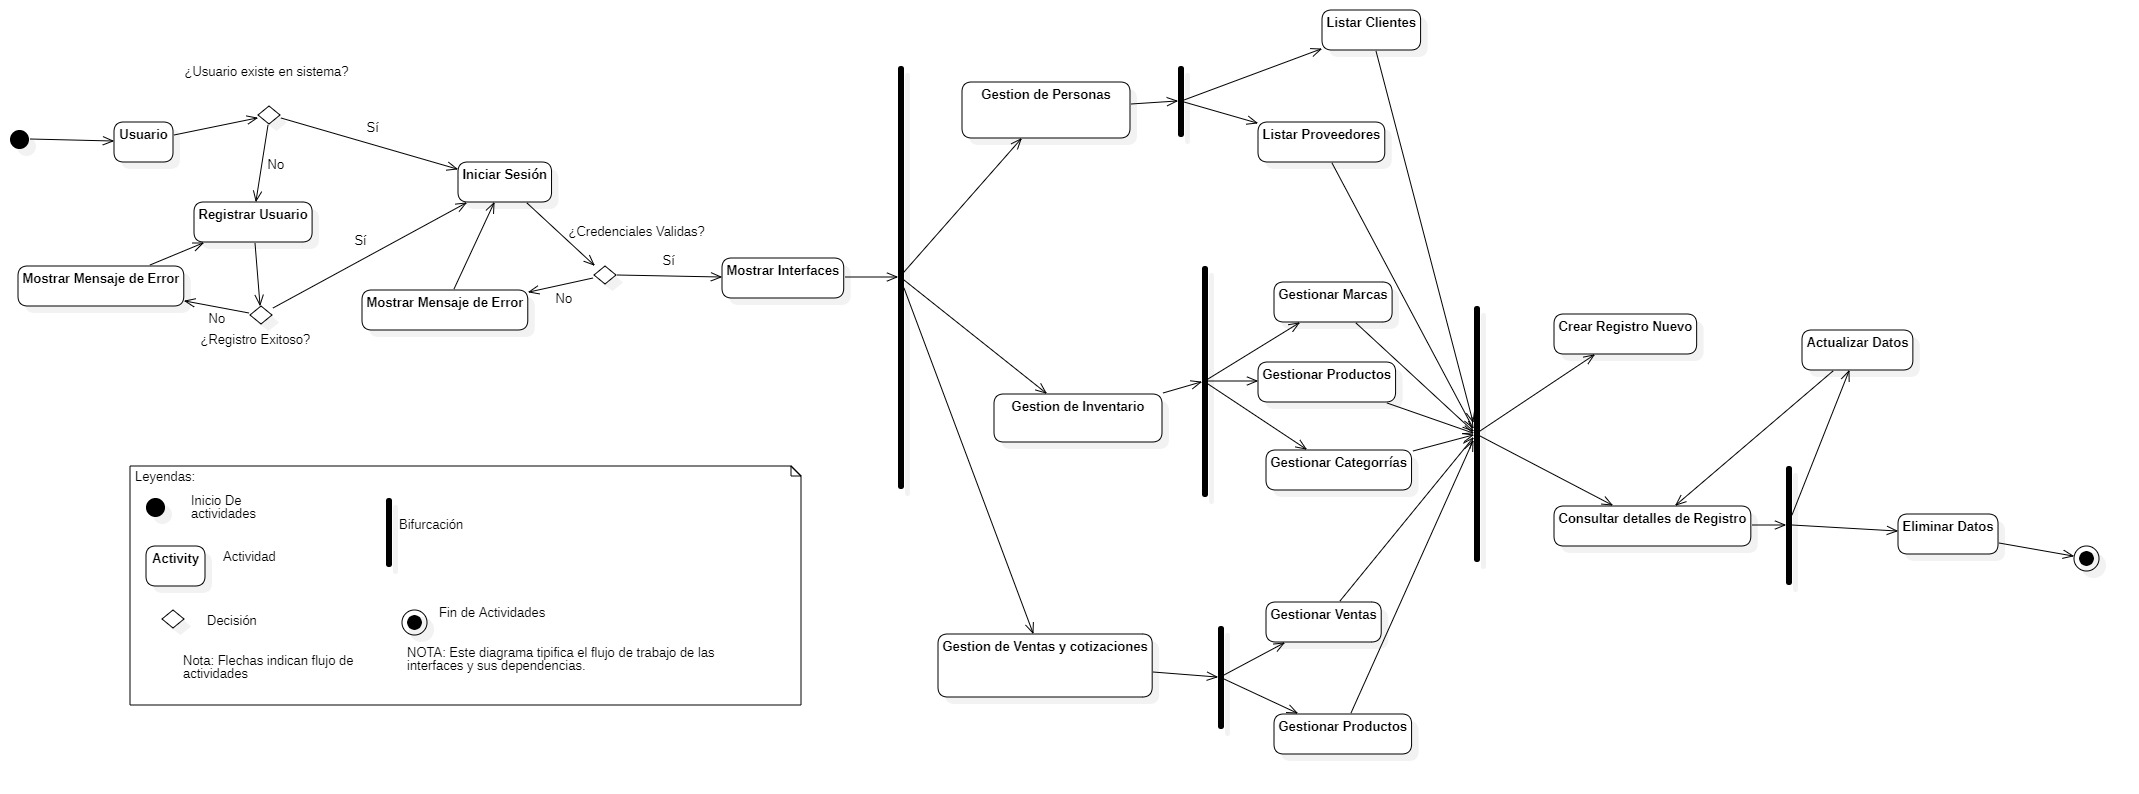 ¿Usuario existe en sistema?
Usuario
Sí
No
Registrar Usuario
Sí
Mostrar Mensaje de Error
No
¿Registro Exitoso?
Iniciar Sesión
¿Credenciales Validas?
Sí
No
Mostrar Mensaje de Error
Mostrar Interfaces
Gestion de Personas
Listar Clientes
Listar Proveedores
Gestion de Inventario
Gestionar Marcas
Gestionar Productos
Gestionar Categorrías
Gestion de Ventas y cotizaciones
Gestionar Ventas
Gestionar Productos
Crear Registro Nuevo
Actualizar Datos
Consultar detalles de Registro
Eliminar Datos
Leyendas:
Inicio De
actividades
Bifurcación
Activity
Actividad
Decisión
Fin de Actividades
Nota: Flechas indican flujo de
actividades
NOTA: Este diagrama tipifica el flujo de trabajo de las
interfaces y sus dependencias.